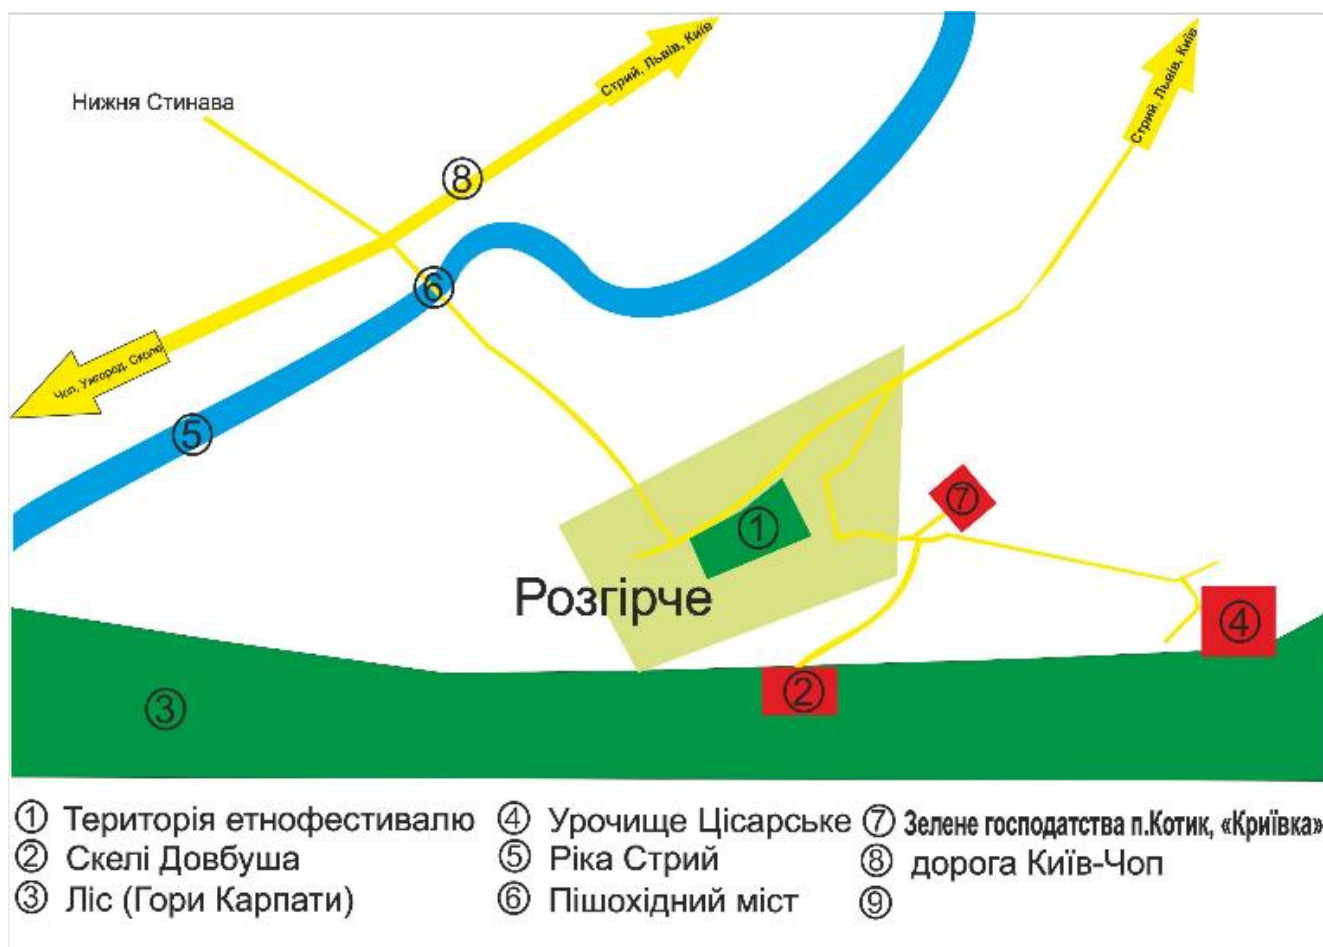 Нижня Стинава
Стрий, Львів, Київ
Стрий, Львів, Київ
8
6
Чоп, Ужгород, Сколе
5
7
1
Розгірче
4
2
3
1 Територія етнофестивалю
2 Скелі Довбуша
3 Ліс (Гори Карпати)
4 Урочище Цісарське
5 Ріка Стрий
6 Пішохідний міст
7 Зелене господатства п.Котик, «Криївка»
8 дорога Київ-Чоп
9